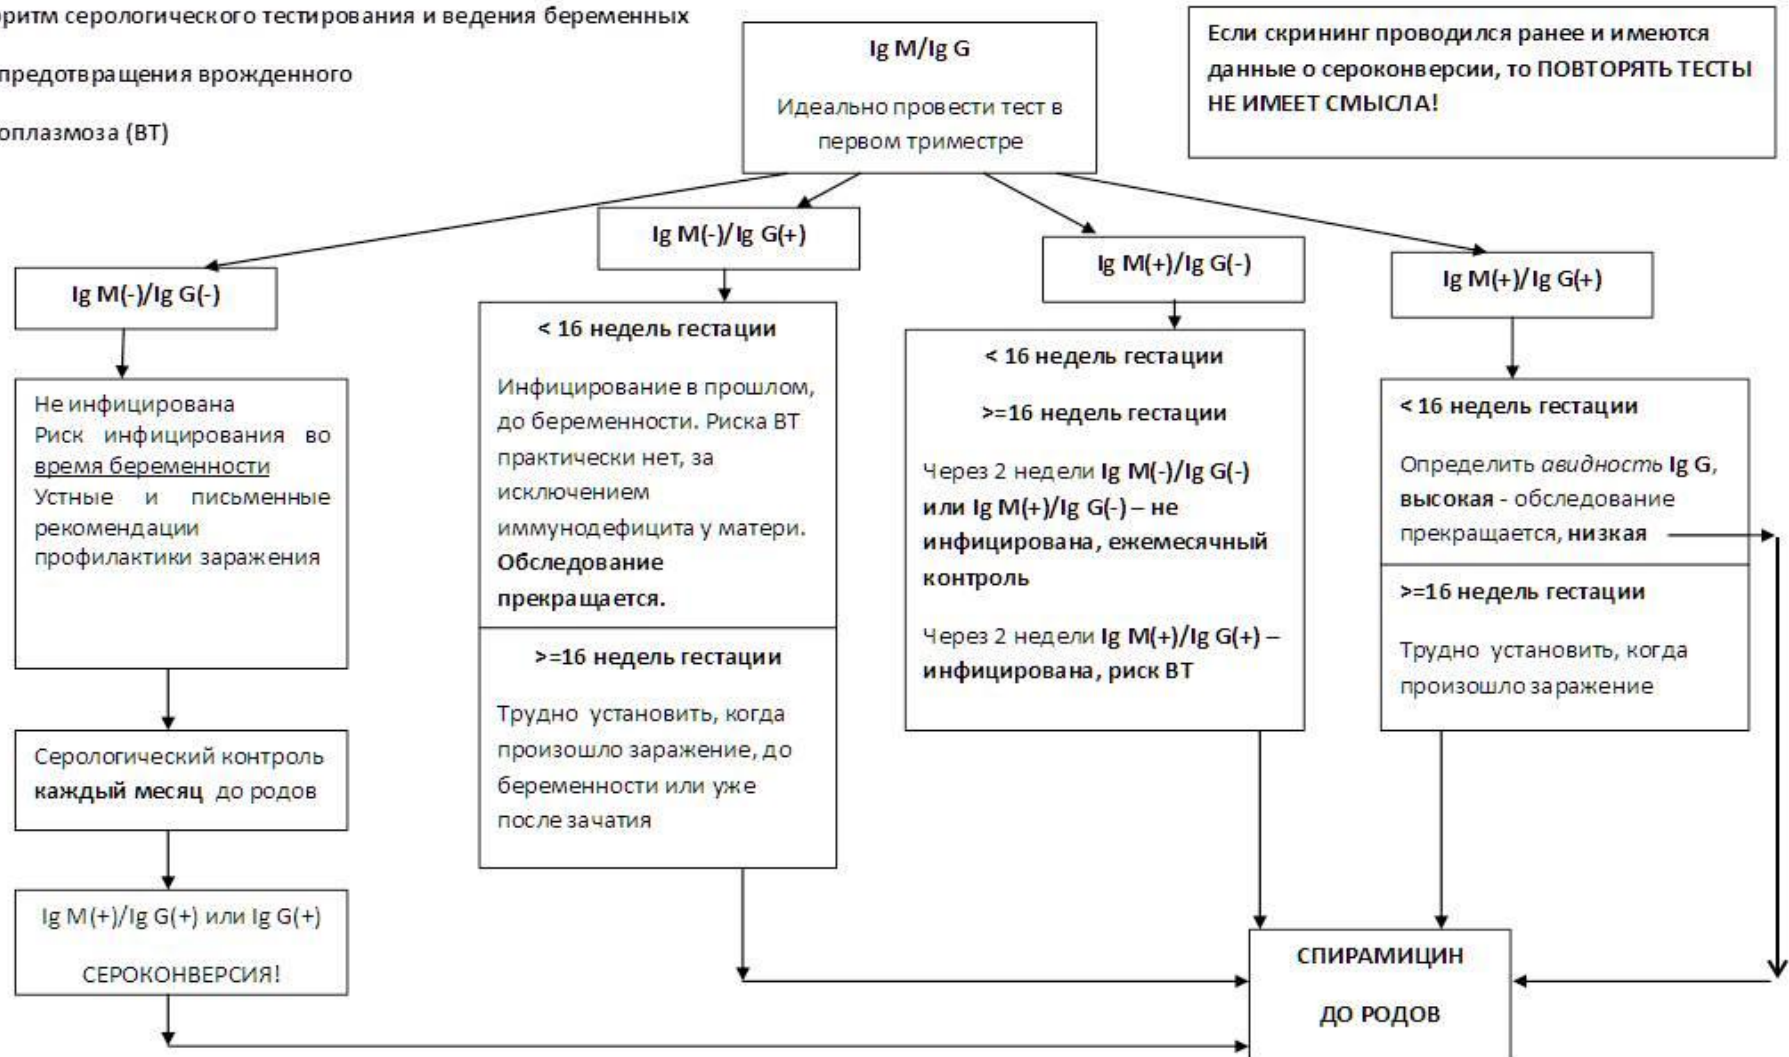 ритм серологического тестирования и ведения беременных
предотвращения врожденного
оплазмоза (ВТ)
Ig M/Ig G
Идеально провести тест в
первом триместре
Если скрининг проводился ранее и имеются
данные о сероконверсии, то ПОВТОРЯТЬ ТЕСТЫ
НЕ ИМЕЕТ СМЫСЛА!
Ig M(-)/Ig G(-)
Не инфицирована
Риск инфицирования во
время беременности
Устные и письменные
рекомендации
профилактики заражения
Серологический контроль
каждый месяц до родов
Ig M(+)/Ig G(+) или Ig G(+)
СЕРОКОНВЕРСИЯ!
Ig M(-)/Ig G(+)
< 16 недель гестации
Инфицирование в прошлом,
до беременности. Риска ВТ
практически нет, за
исключением
иммунодефицита у матери.
Обследование
прекращается.
>=16 недель гестации
Трудно установить, когда
произошло заражение, до
беременности или уже
после зачатия
Ig M(+)/Ig G(-)
< 16 недель гестации
>=16 недель гестации
Через 2 недели Ig M(-)/Ig G(-)
или Ig M(+)/Ig G(-) – не
инфицирована, ежемесячный
контроль
Через 2 недели Ig M(+)/Ig G(+) –
инфицирована, риск ВТ
Ig M(+)/Ig G(+)
< 16 недель гестации
Определить авидность Ig G,
высокая - обследование
прекращается, низкая
>=16 недель гестации
Трудно установить, когда
произошло заражение
СПИРАМИЦИН
ДО РОДОВ